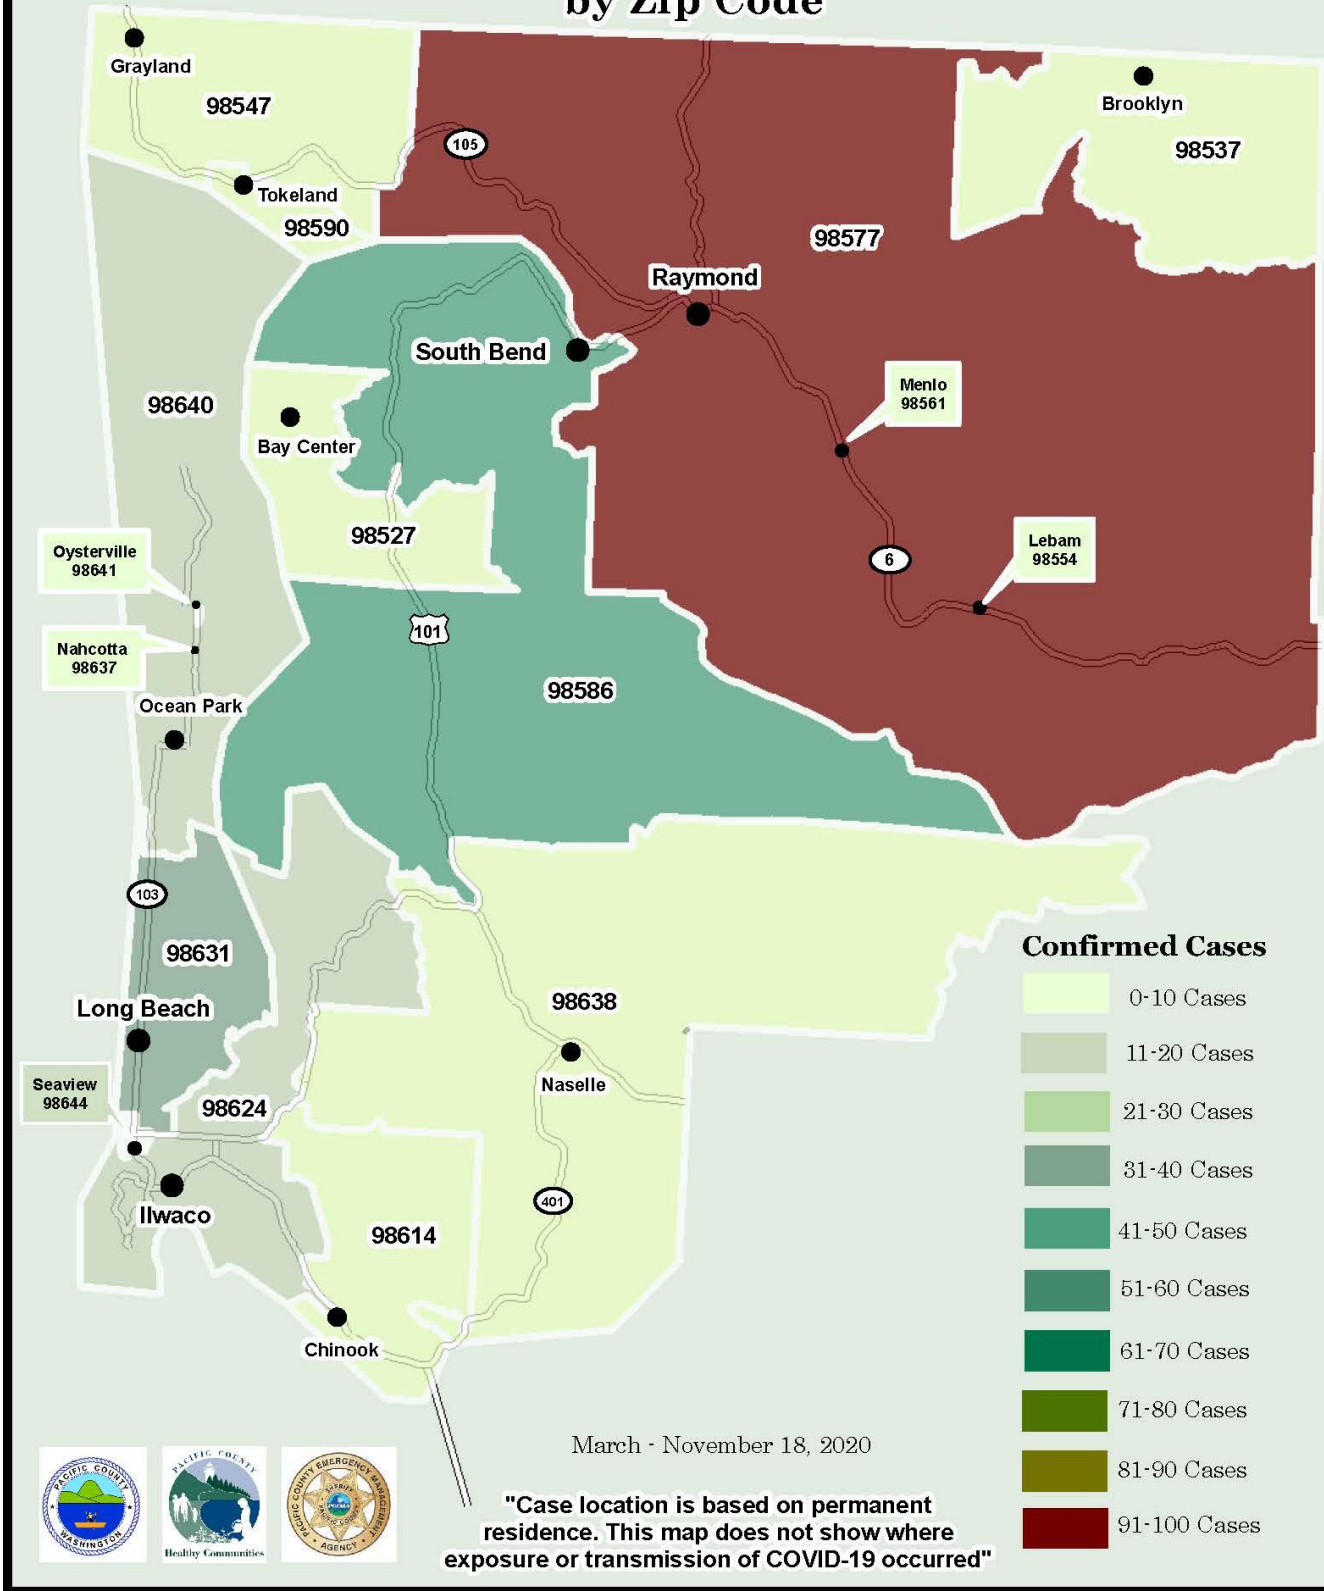 by Zip Code
Grayland
98547
Brooklyn
98537
105
Tokeland
98590
98577
Raymond
South Bend
Menlo
98561
98640
Bay Center
98527
Oysterville
98641
6
Lebam
98554
101
Nahcotta
98637
98586
Ocean Park
103
98631
Long Beach
98638
Naselle
Seaview
98644
98624
Ilwaco
401
98614
Chinook
Confirmed Cases
0-10 Cases
11-20 Cases
21-30 Cases
31-40 Cases
41-50 Cases
51-60 Cases
61-70 Cases
71-80 Cases
81-90 Cases
91-100 Cases
March - November 18, 2020
"Case location is based on permanent
residence. This map does not show where
exposure or transmission of COVID-19 occurred"
PACIFIC COUNTY
WASHINGTON
PACIFIC COUNTY
Healthy Communities
PACIFIC COUNTY EMERGENCY MANAGEMENT
AGENCY
SHERIFF